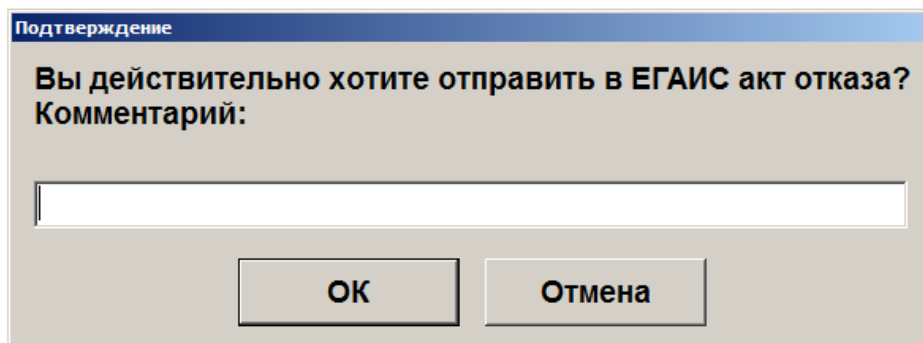 Подтверждение
Вы действительно хотите отправить в ЕГАИС акт отказа?
Комментарий:
ОК
Отмена